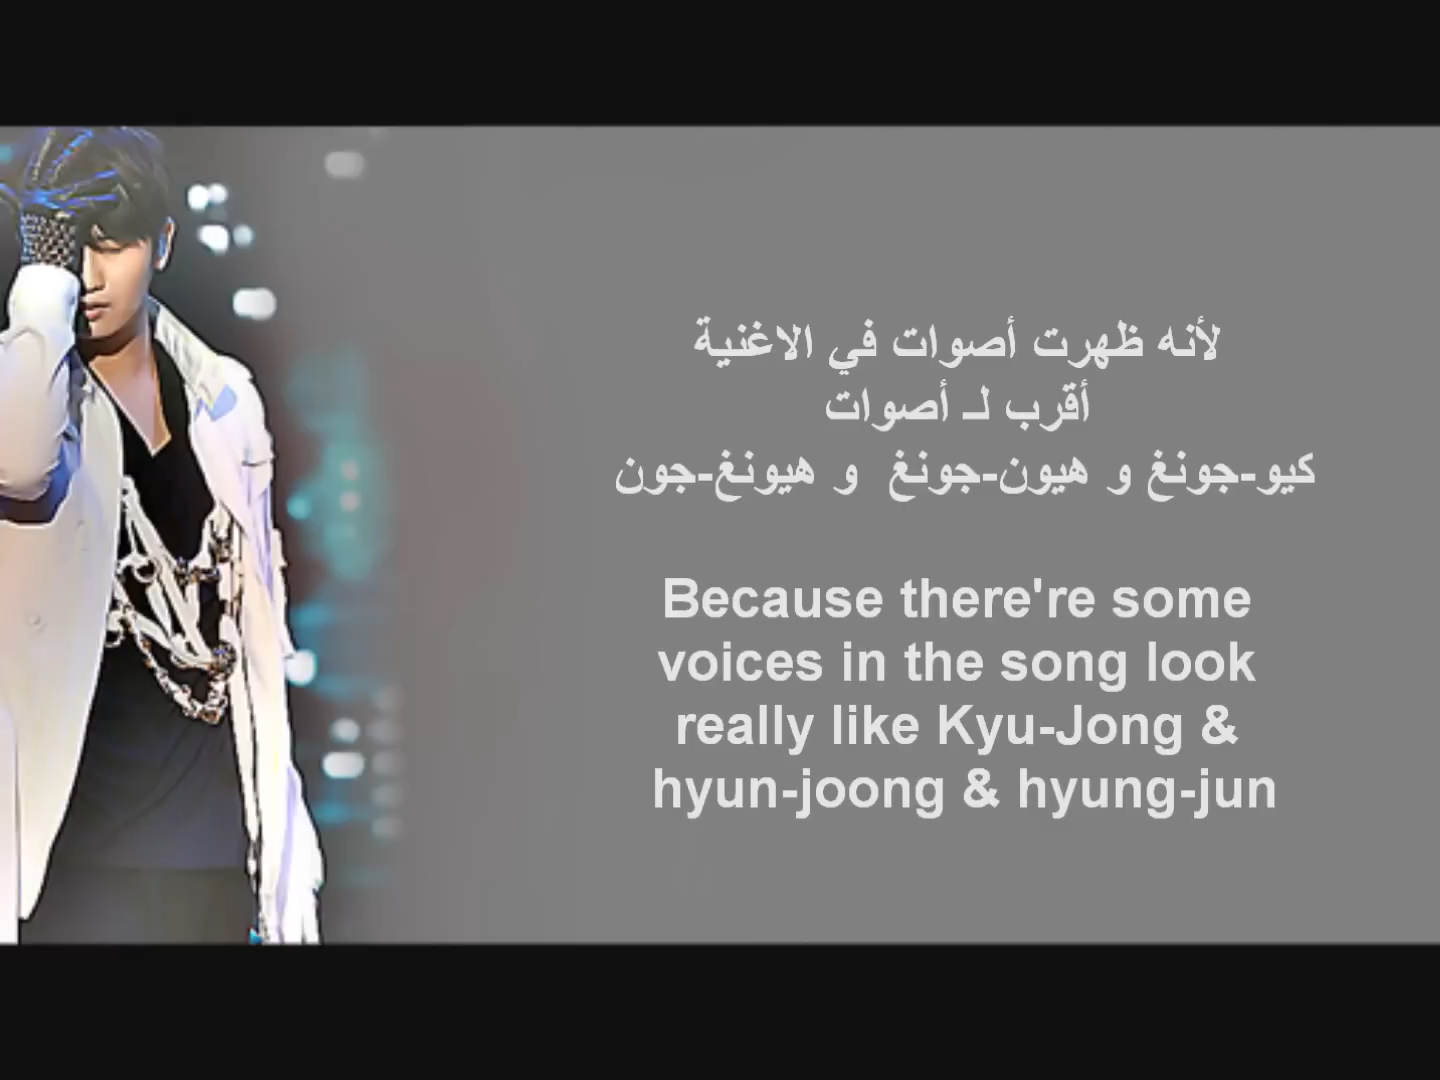 لأنه ظهرت أصوات في الاغنية
أقرب لـ أصوات
كيو-جونغ و هيون-جونغ و هيونغ-جون
Because there're some
voices in the song look
really like Kyu-Jong &
hyun-joong & hyung-jun